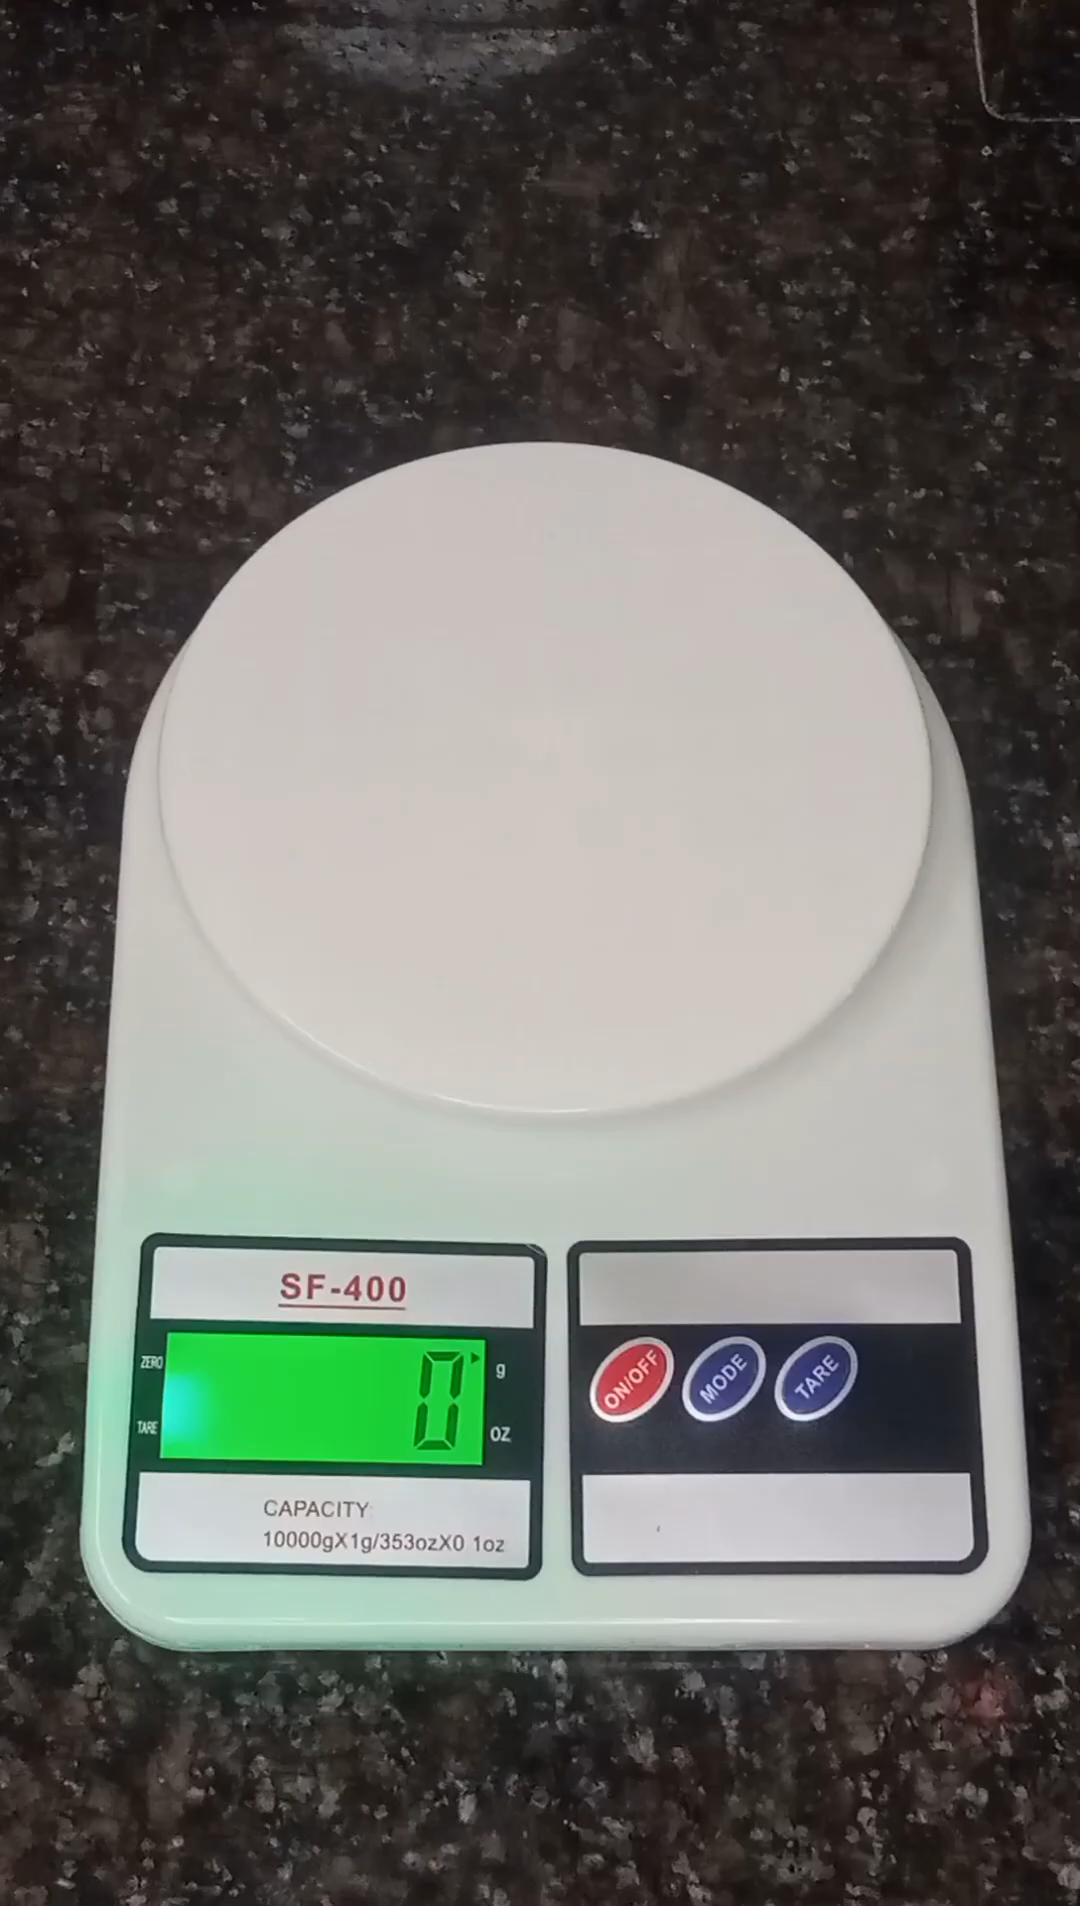 SF-400
ZERO
0
g
TARE
oz
CAPACITY:
10000gX1g/353ozX0 1oz
ON/OFF
MODE
TARE